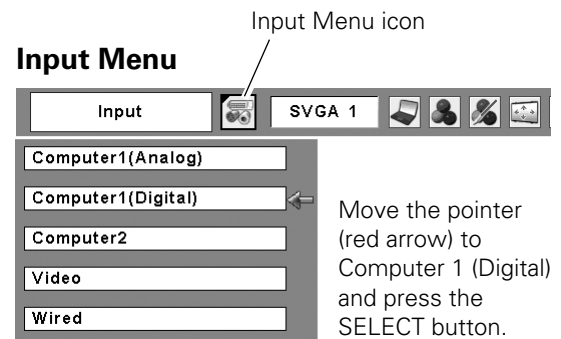 Input Menu icon
Input Menu
Input SVGA 1
Computer1(Analog)
Computer1(Digital)
Computer2
Video
Wired
Move the pointer
(red arrow) to
Computer 1 (Digital)
and press the
SELECT button.